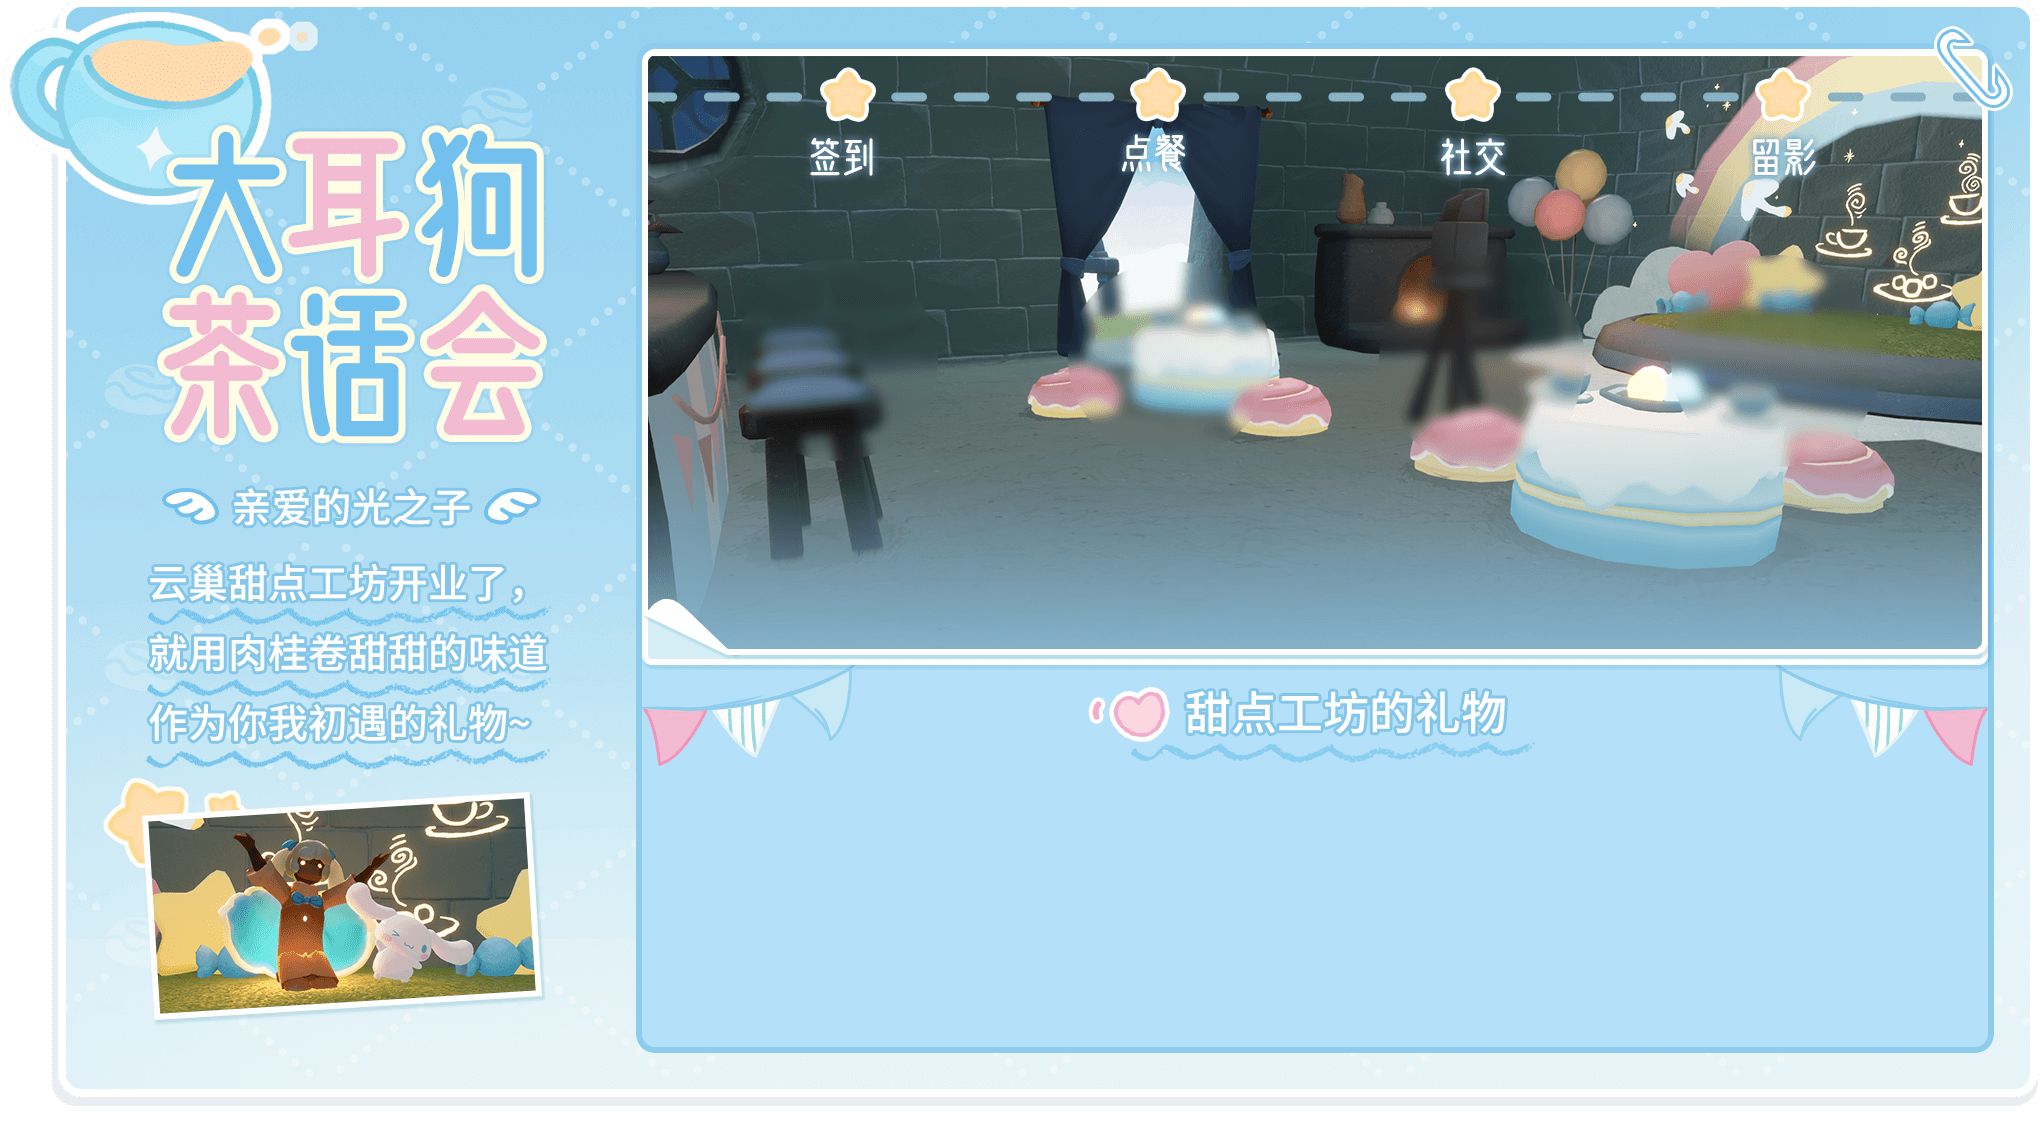 大耳狗
茶话会
亲爱的光之子
云巢甜点工坊开业了，
就用肉桂卷甜甜的味道
作为你我初遇的礼物~
签到
点餐
社交
留影
甜点工坊的礼物